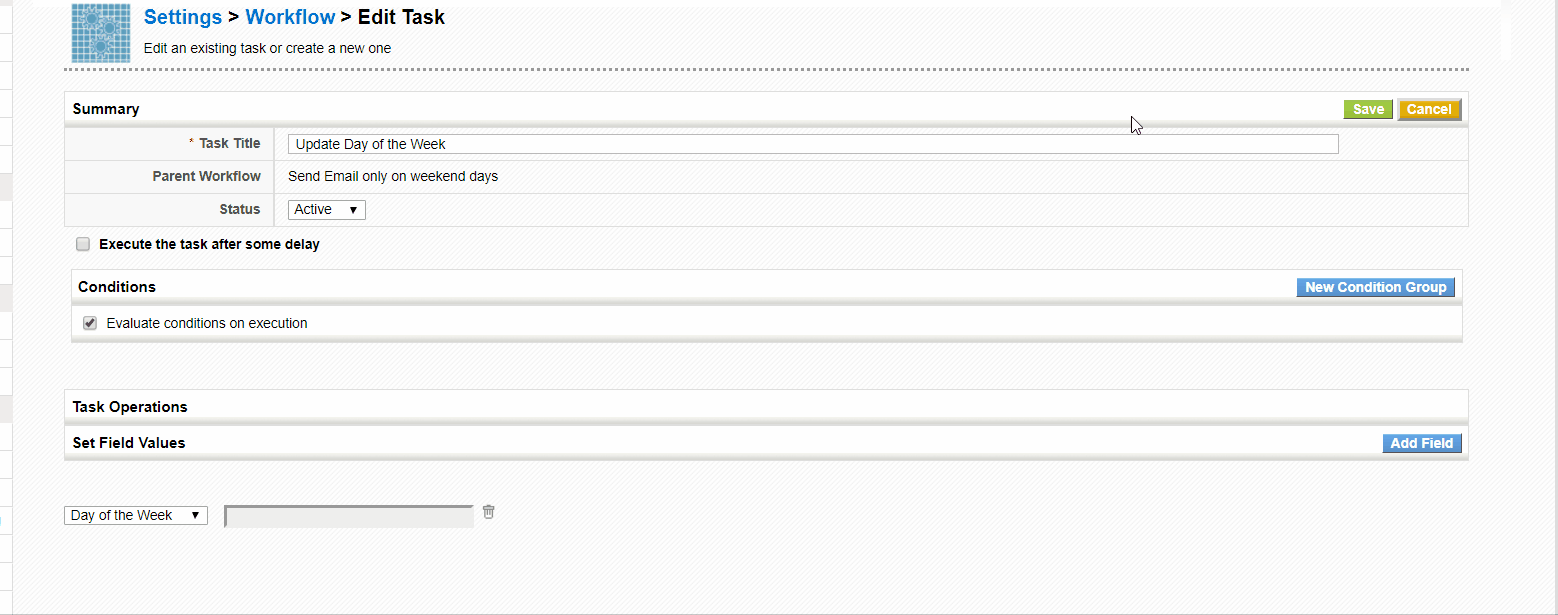 Settings > Workflow > Edit Task
Edit an existing task or create a new one
Summary
Save Cancel
* Task Title Update Day of the Week
Parent Workflow Send Email only on weekend days
Status Active ▼
Execute the task after some delay
Conditions New Condition Group
Evaluate conditions on execution
Task Operations
Set Field Values Add Field
Day of the Week ▼